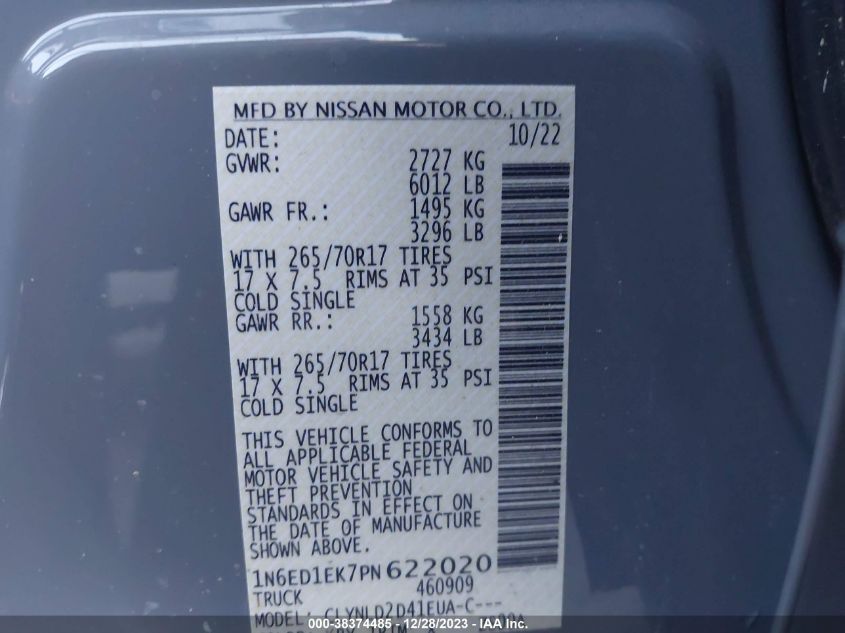 MFD BY NISSAN MOTOR CO., LTD.
DATE: 10/22
GVWR: 2727 KG
6012 LB
GAWR FR.: 1495 KG
3296 LB
WITH 265/70R17 TIRES
17 X 7.5 RIMS AT 35 PSI
COLD SINGLE
GAWR RR.: 1558 KG
3434 LB
WITH 265/70R17 TIRES
17 X 7.5 RIMS AT 35 PSI
COLD SINGLE
THIS VEHICLE CONFORMS TO
ALL APPLICABLE FEDERAL
MOTOR VEHICLE SAFETY AND
THEFT PREVENTION
STANDARDS IN EFFECT ON
THE DATE OF MANUFACTURE
SHOWN ABOVE.
1N6ED1EK7PN622020
TRUCK 460909
MODEL: CLYNLD2D41EUA-C---
000-38374485 - 12/28/2023 - IAAI.Inc.